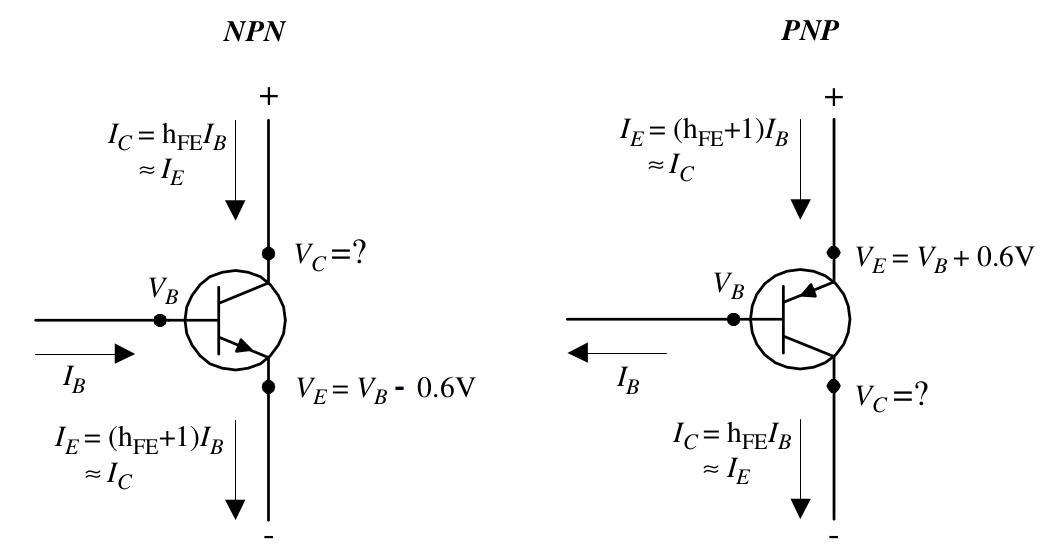 NPN
+
I_C = h_FE I_B
≈ I_E
V_C =?
V_B
I_B
V_E = V_B - 0.6V
I_E = (h_FE+1)I_B
≈ I_C
-
PNP
+
I_E = (h_FE+1)I_B
≈ I_C
V_E = V_B + 0.6V
V_B
I_B
V_C =?
I_C = h_FE I_B
≈ I_E
-